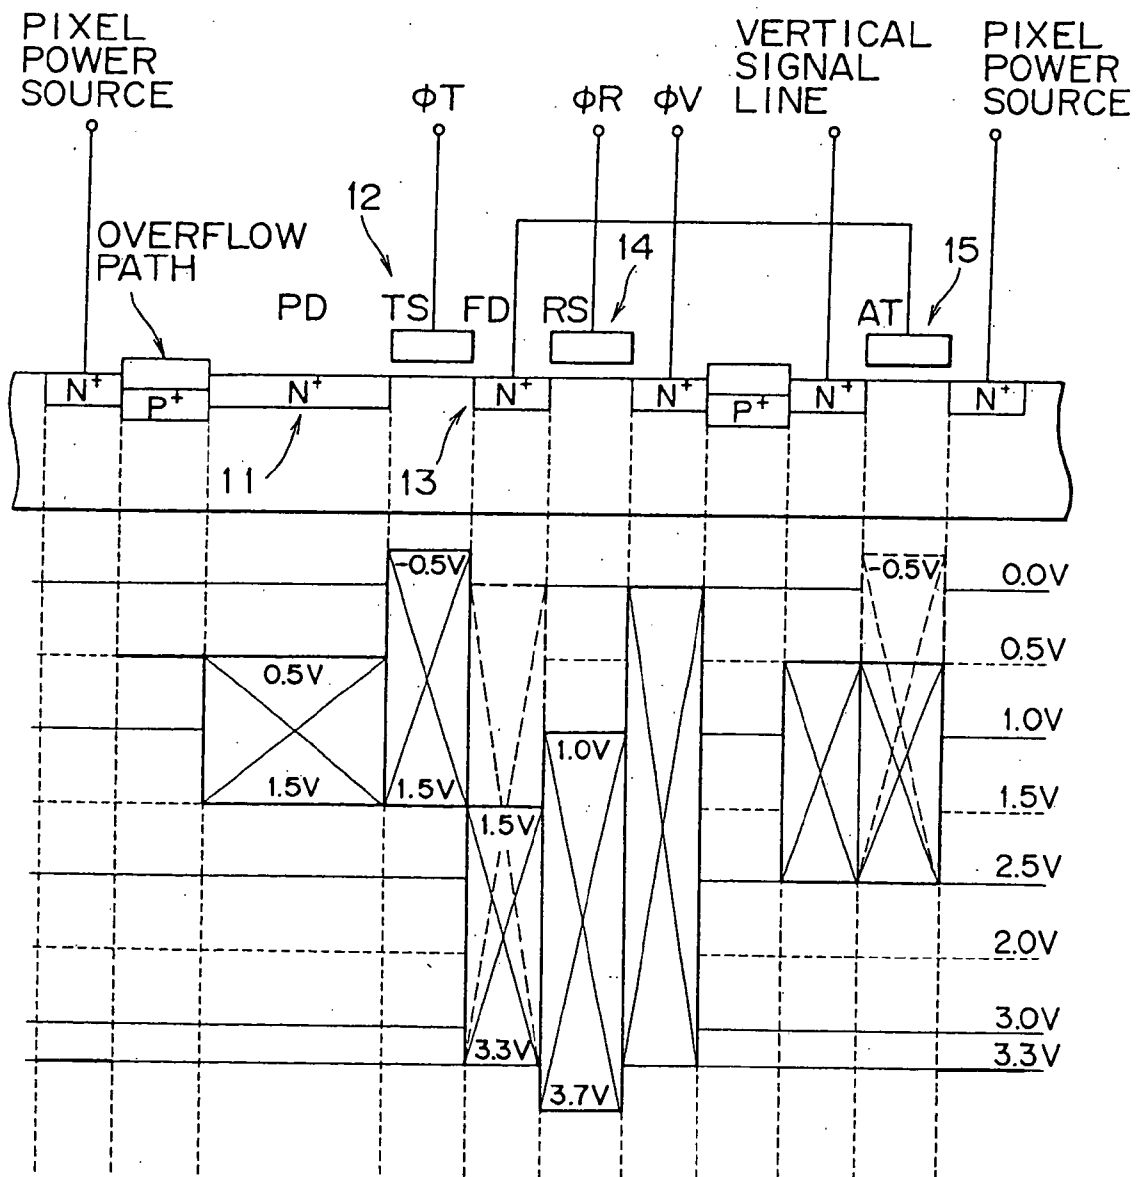 PIXEL
POWER
SOURCE
VERTICAL
SIGNAL
LINE
PIXEL
POWER
SOURCE
ΦT
ΦR
ΦV
12
14
15
OVERFLOW
PATH
PD
TS
FD
RS
AT
N+
P+
N+
N+
N+
P+
N+
N+
11
13
-0.5V
-0.5V
0.0V
0.5V
0.5V
1.0V
1.0V
1.5V
1.5V
1.5V
1.5V
2.5V
2.0V
3.0V
3.3V
3.3V
3.7V